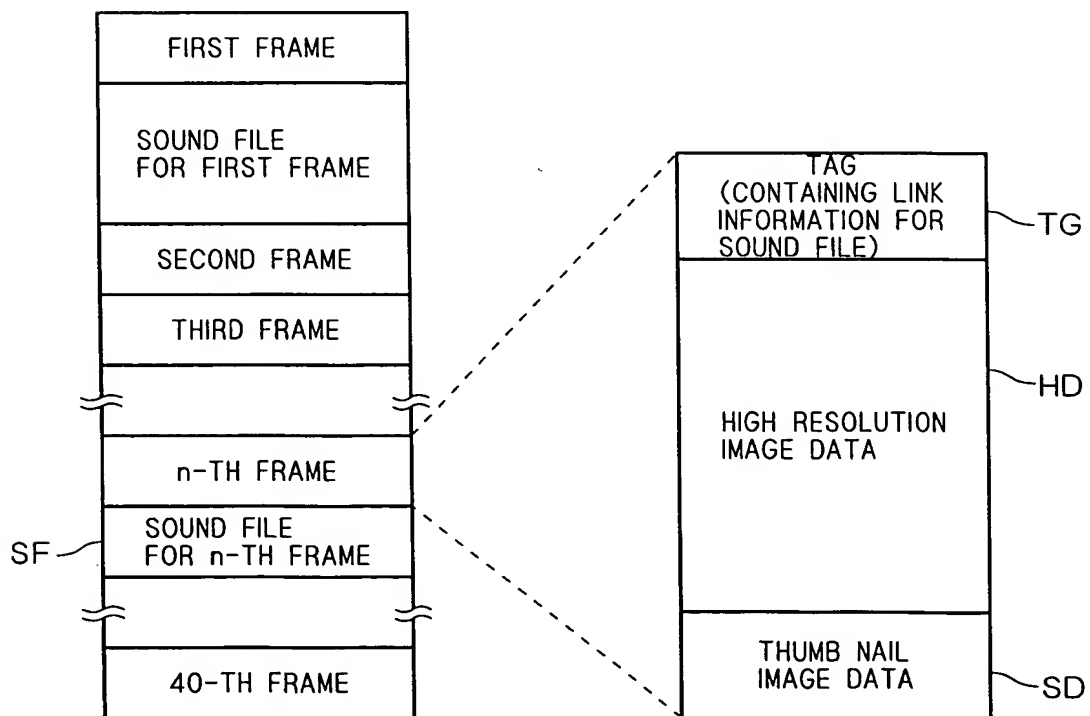 FIRST FRAME
SOUND FILE
FOR FIRST FRAME
SECOND FRAME
THIRD FRAME
n-TH FRAME
SF
SOUND FILE
FOR n-TH FRAME
40-TH FRAME
TAG
(CONTAINING LINK
INFORMATION FOR
SOUND FILE)
TG
HIGH RESOLUTION
IMAGE DATA
HD
THUMB NAIL
IMAGE DATA
SD